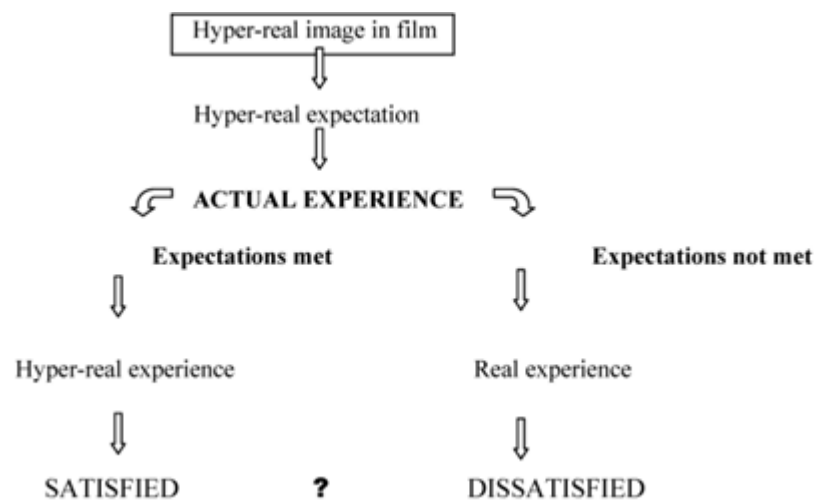 Hyper-real image in film
Hyper-real expectation
ACTUAL EXPERIENCE
Expectations met Expectations not met
Hyper-real experience Real experience
SATISFIED ? DISSATISFIED